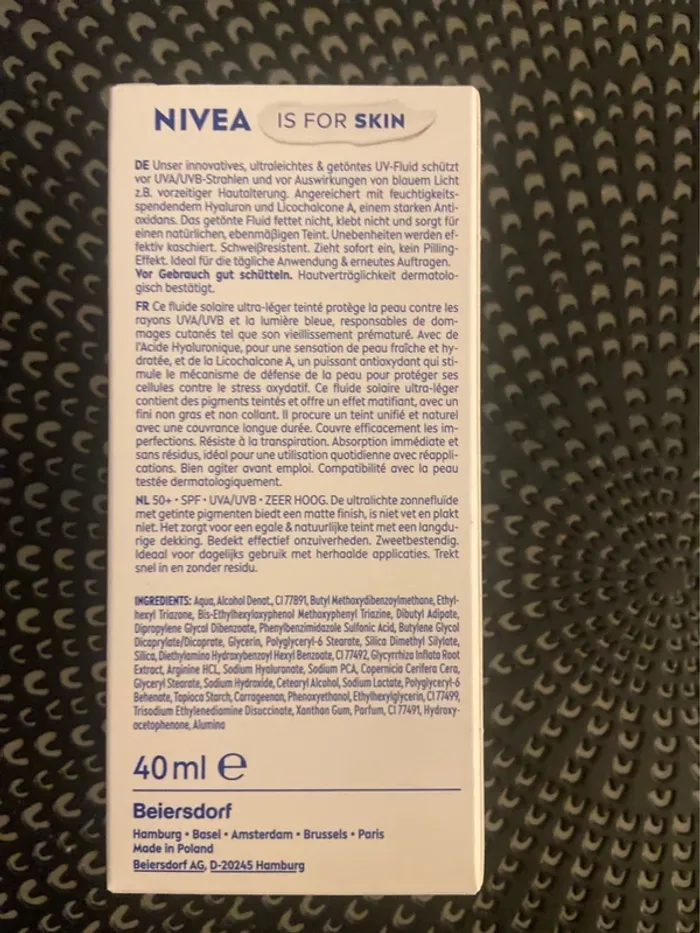 NIVEA IS FOR SKIN
DE Unser innovatives, ultraleichtes & getöntes UV-Fluid schützt
vor UVA/UVB-Strahlen und vor Auswirkungen von blauem Licht
z.B. vorzeitiger Hautalterung. Angereichert mit feuchtigkeits-
spendendem Hyaluron und Licochalcone A, einem starken Anti-
oxidans. Das getönte Fluid fettet nicht, klebt nicht und sorgt für
einen natürlichen, ebenmäßigen Teint. Unebenheiten werden ef-
fektiv kaschiert. Schweißresistent. Zieht sofort ein, kein Pilling-
Effekt. Ideal für die tägliche Anwendung & erneutes Auftragen.
Vor Gebrauch gut schütteln. Hautverträglichkeit dermatolo-
gisch bestätigt.
FR Ce fluide solaire ultra-léger teinté protège la peau contre les
rayons UVA/UVB et la lumière bleue, responsables de dom-
mages cutanés tel que son vieillissement prématuré. Avec de
l'Acide Hyaluronique, pour une sensation de peau fraîche et hy-
dratée, et de la Licochalcone A, un puissant antioxydant qui sti-
mule le mécanisme de défense de la peau pour protéger ses
cellules contre le stress oxydatif. Ce fluide solaire ultra-léger
contient des pigments teintés et offre un effet matifiant, avec un
fini non gras et non collant. Il procure un teint unifié et naturel
avec une couvrance longue durée. Couvre efficacement les im-
perfections. Résiste à la transpiration. Absorption immédiate et
sans résidus, idéal pour une utilisation quotidienne avec réappli-
cations. Bien agiter avant emploi. Compatibilité avec la peau
testée dermatologiquement.
NL 50+ • SPF • UVA/UVB • ZEER HOOG. De ultralichte zonnefluïde
met getinte pigmenten biedt een matte finish, is niet vet en plakt
niet. Het zorgt voor een egale & natuurlijke teint met een langdu-
rige dekking. Bedekt effectief onzuiverheden. Zweetbestendig.
Ideaal voor dagelijks gebruik met herhaalde applicaties. Trekt
snel in en zonder residu.
INGREDIENTS: Aqua, Alcohol Denat., CI 77891, Butyl Methoxydibenzoylmethane, Ethyl-
hexyl Triazone, Bis-Ethylhexyloxyphenol Methoxyphenyl Triazine, Dibutyl Adipate,
Dipropylene Glycol Dibenzoate, Phenylbenzimidazole Sulfonic Acid, Butylene Glycol
Dicaprylate/Dicaprate, Glycerin, Polyglyceryl-6 Stearate, Silica Dimethyl Silylate,
Silica, Diethylamino Hydroxybenzoyl Hexyl Benzoate, CI 77492, Glycyrrhiza Inflata Root
Extract, Arginine HCL, Sodium Hyaluronate, Sodium PCA, Copernicia Cerifera Cera,
Glyceryl Stearate, Sodium Hydroxide, Cetearyl Alcohol, Sodium Lactate, Polyglyceryl-6
Behenate, Tapioca Starch, Carrageenan, Phenoxyethanol, Ethylhexylglycerin, CI 77499,
Trisodium Ethylenediamine Disuccinate, Xanthan Gum, Parfum, CI 77491, Hydroxy-
acetophenone, Alumina
40 ml e
Beiersdorf
Hamburg • Basel • Amsterdam • Brussels • Paris
Made in Poland
Beiersdorf AG, D-20245 Hamburg